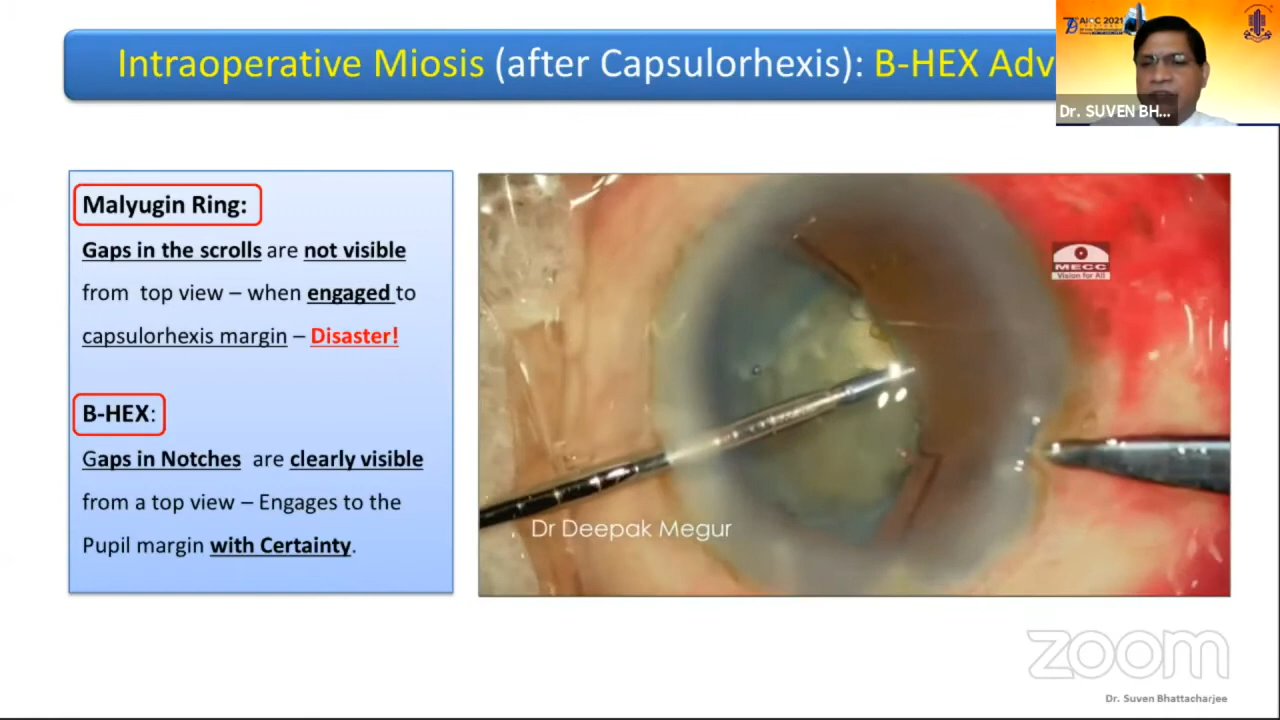 Intraoperative Miosis (after Capsulorhexis): B-HEX Adv
AIOC 2021
Dr. SUVEN BH...
Malyugin Ring:
Gaps in the scrolls are not visible
from top view – when engaged to
capsulorhexis margin – Disaster!
B-HEX:
Gaps in Notches are clearly visible
from a top view – Engages to the
Pupil margin with Certainty.
MECC
Vision for All
Dr Deepak Megur
zoom
Dr. Suven Bhattacharjee